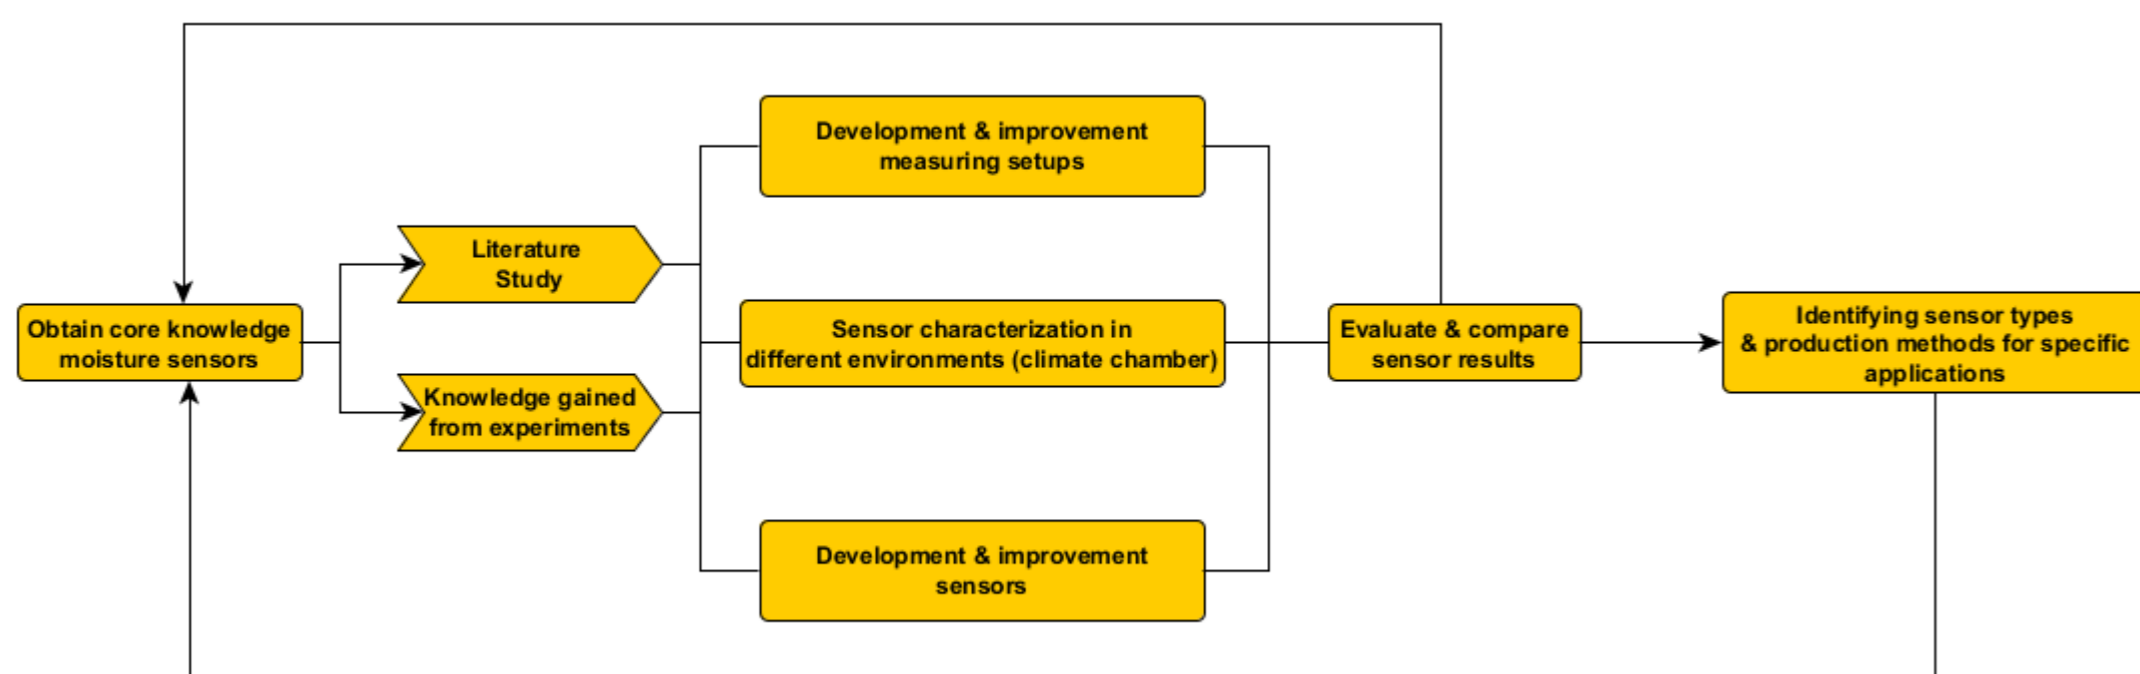 Development & improvement
measuring setups
Literature
Study
Obtain core knowledge
moisture sensors
Sensor characterization in
different environments (climate chamber)
Evaluate & compare
sensor results
Identifying sensor types
& production methods for specific
applications
Knowledge gained
from experiments
Development & improvement
sensors